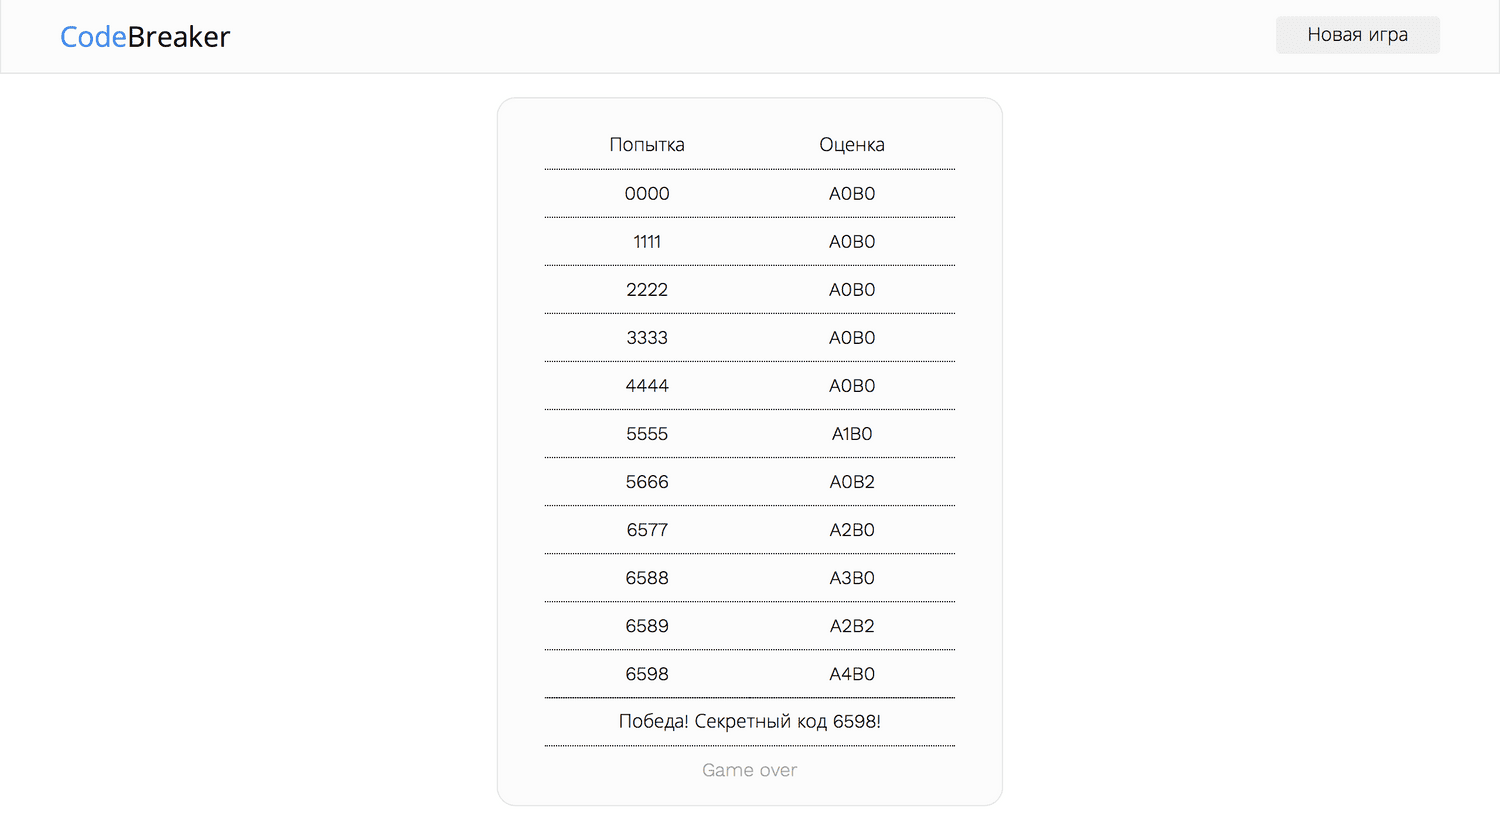 CodeBreaker
Новая игра
Попытка Оценка
0000 A0B0
1111 A0B0
2222 A0B0
3333 A0B0
4444 A0B0
5555 A1B0
5666 A0B2
6577 A2B0
6588 A3B0
6589 A2B2
6598 A4B0
Победа! Секретный код 6598!
Game over